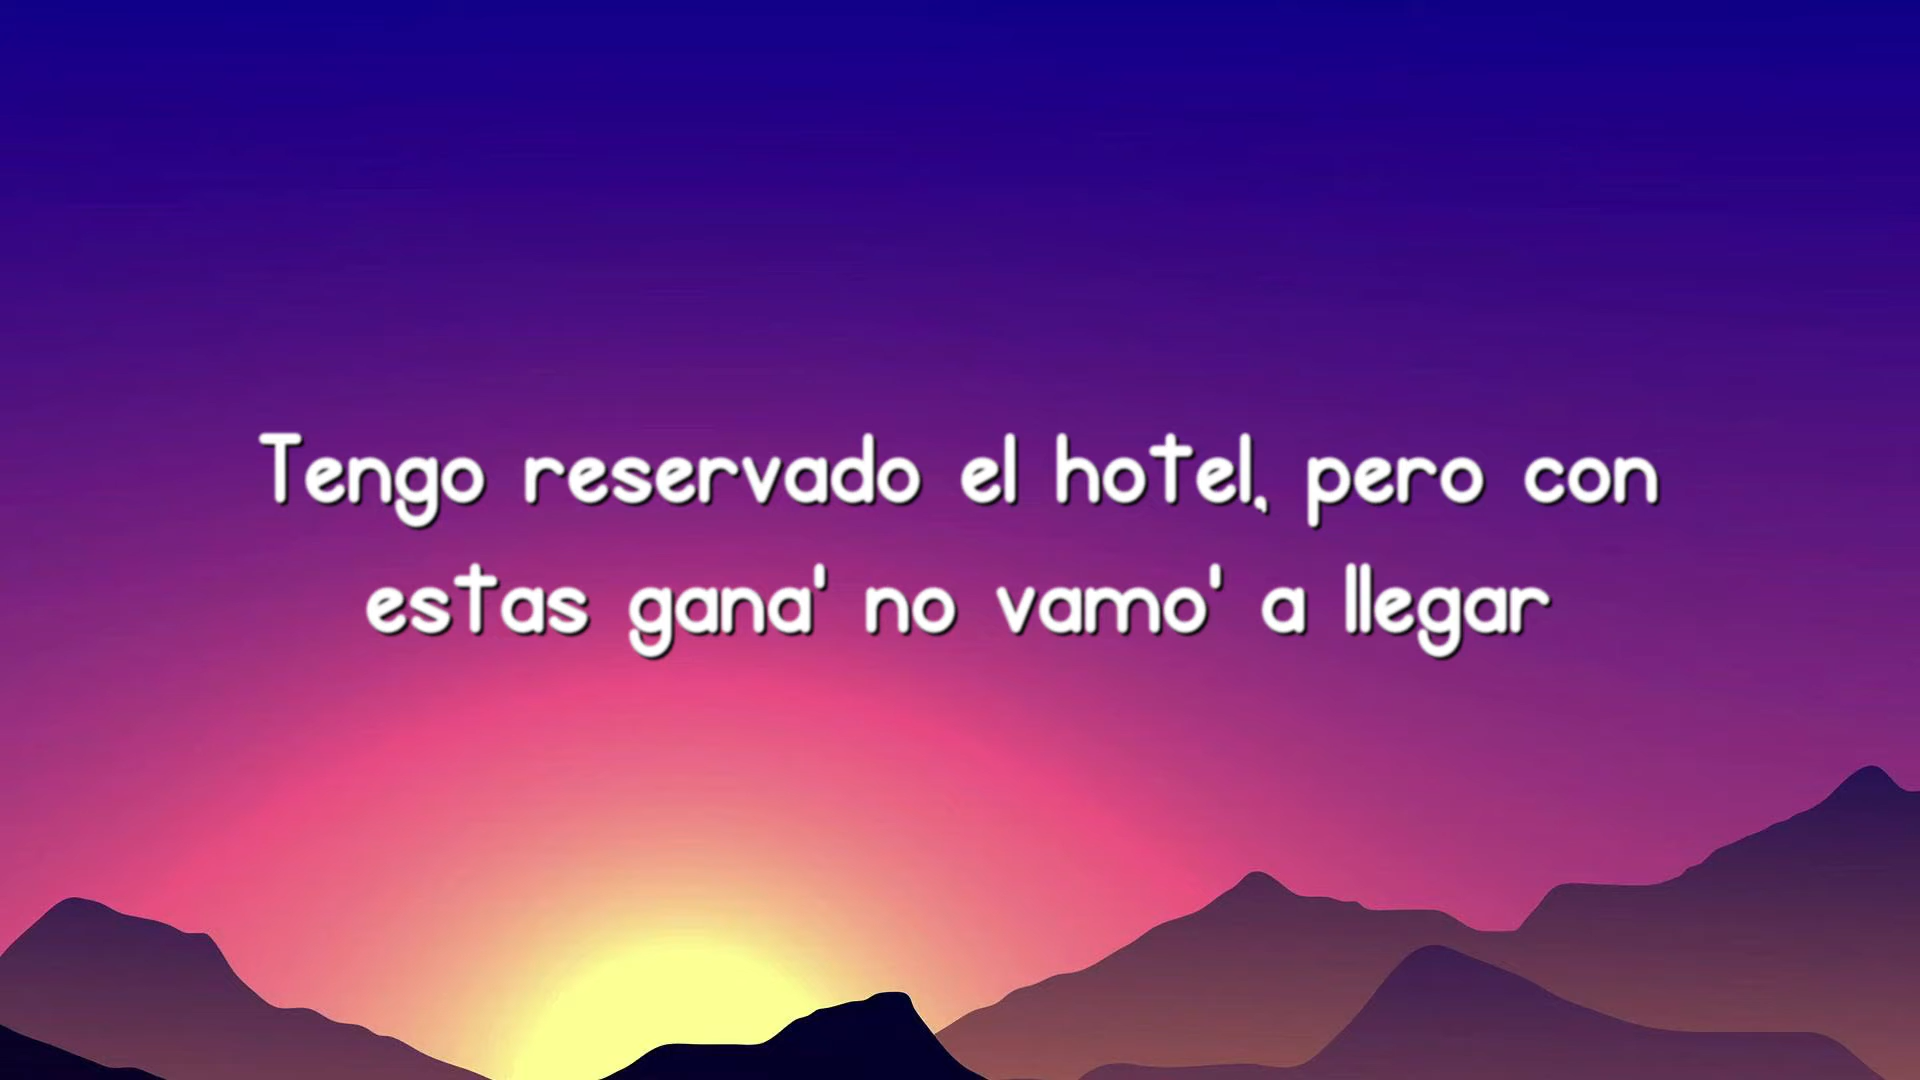 Tengo reservado el hotel, pero con
estas gana' no vamo' a llegar